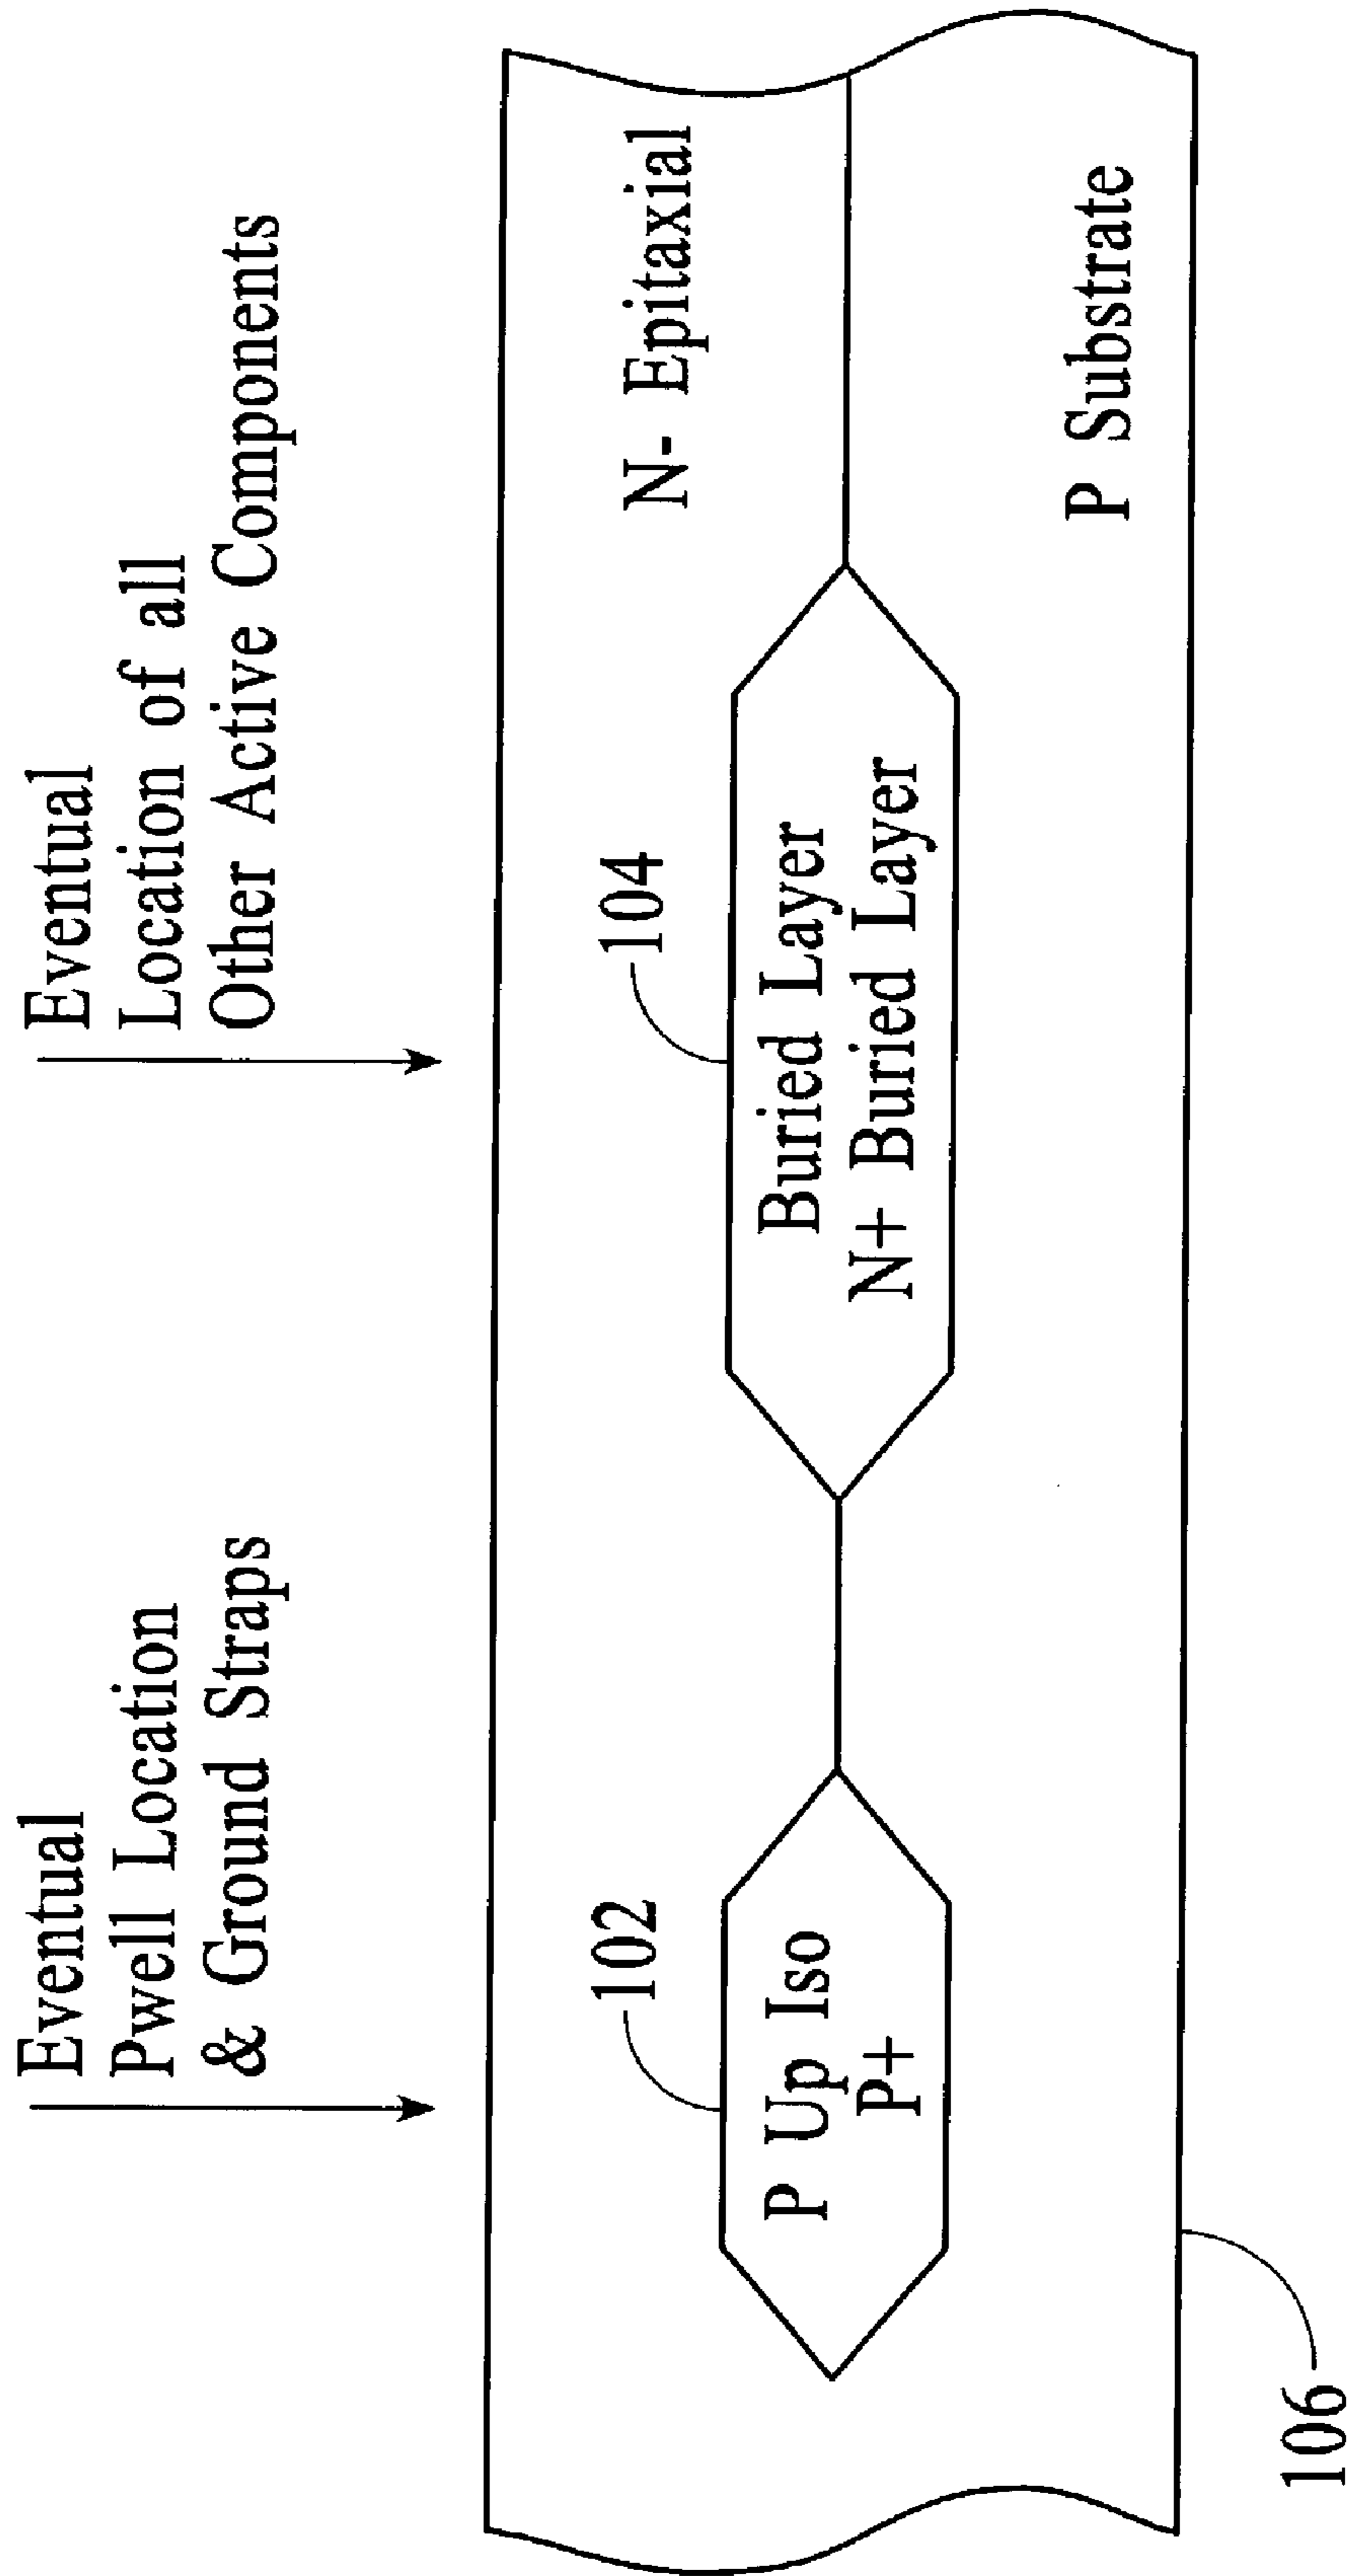 Eventual
Pwell Location
& Ground Straps
Eventual
Location of all
Other Active Components
102
P Up Iso
P+
104
Buried Layer
N+ Buried Layer
N- Epitaxial
P Substrate
106